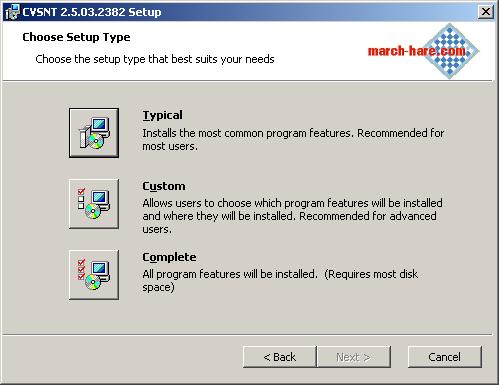 CVSNT 2.5.03.2382 Setup
Choose Setup Type
Choose the setup type that best suits your needs
march-hare.com
Typical
Installs the most common program features. Recommended for
most users.
Custom
Allows users to choose which program features will be installed
and where they will be installed. Recommended for advanced
users.
Complete
All program features will be installed. (Requires most disk
space)
< Back
Next >
Cancel